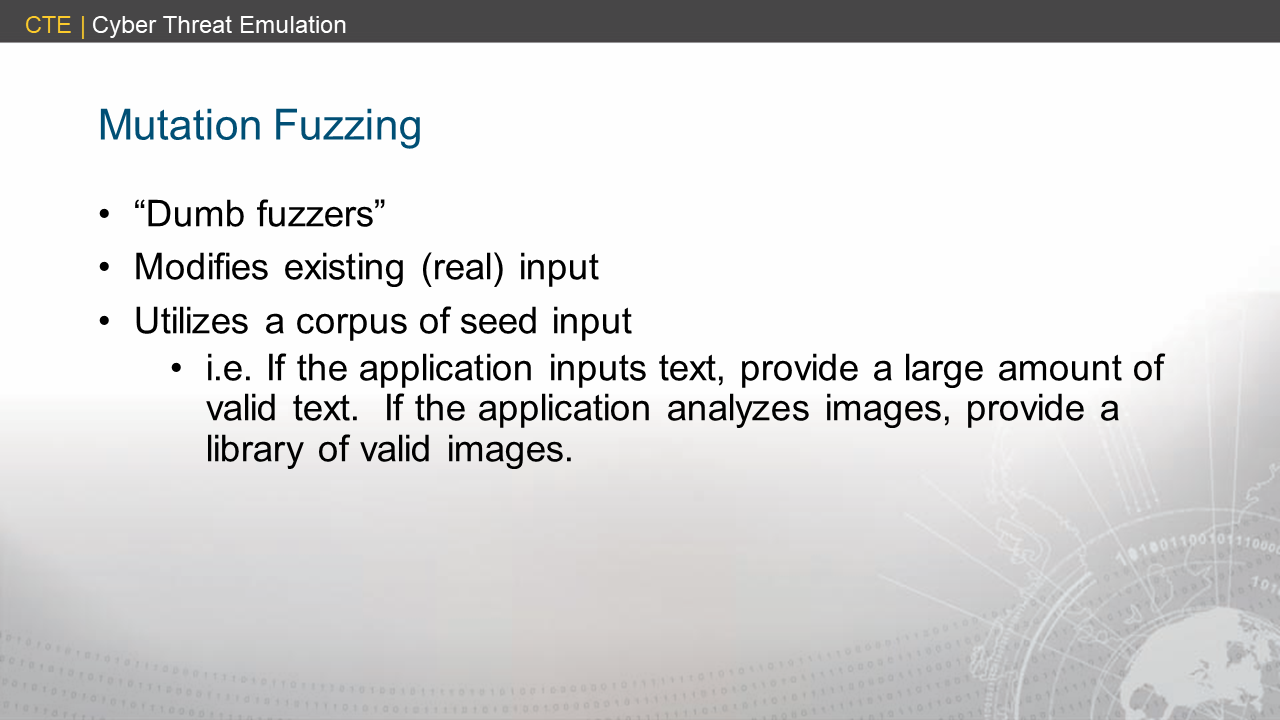 CTE | Cyber Threat Emulation
Mutation Fuzzing
• “Dumb fuzzers”
• Modifies existing (real) input
• Utilizes a corpus of seed input
• i.e. If the application inputs text, provide a large amount of
valid text. If the application analyzes images, provide a
library of valid images.